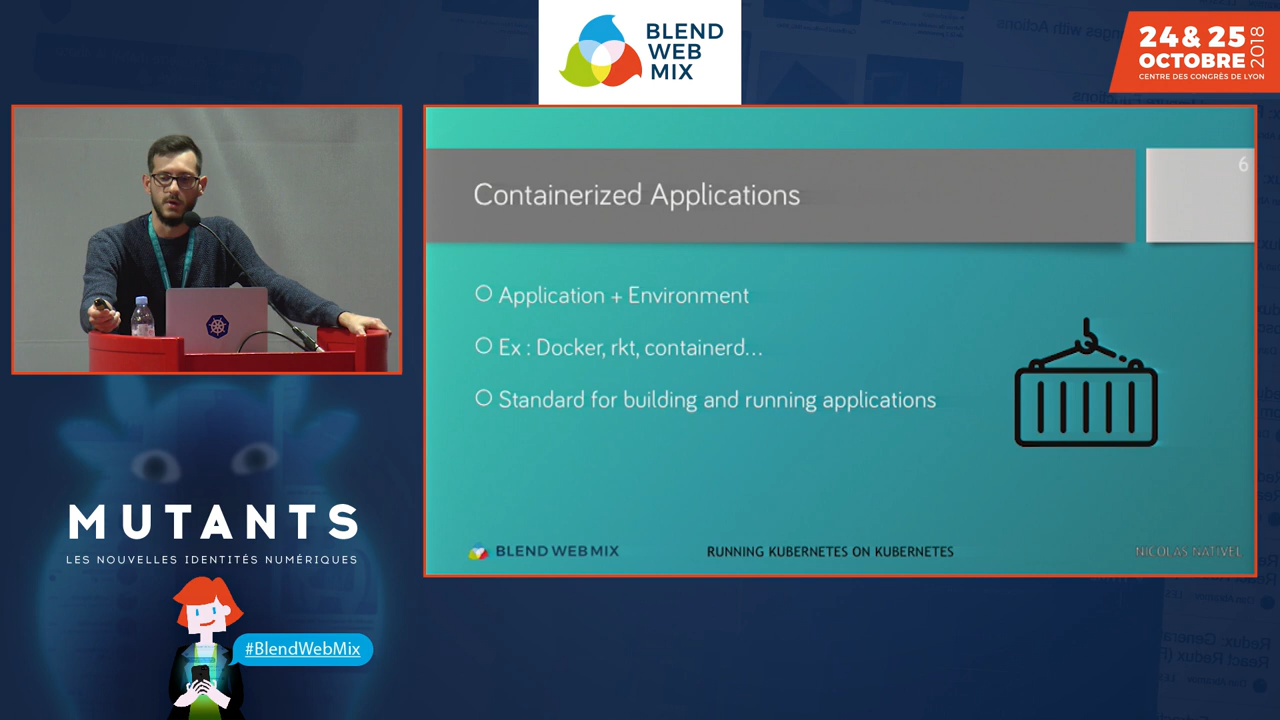 BLEND
WEB
MIX
24 & 25
OCTOBRE
2018
CENTRE DES CONGRÈS DE LYON
6
Containerized Applications
Application + Environment
Ex : Docker, rkt, containerd...
Standard for building and running applications
BLEND WEB MIX
RUNNING KUBERNETES ON KUBERNETES
NICOLAS NATIVEL
MUTANTS
LES NOUVELLES IDENTITÉS NUMÉRIQUES
#BlendWebMix